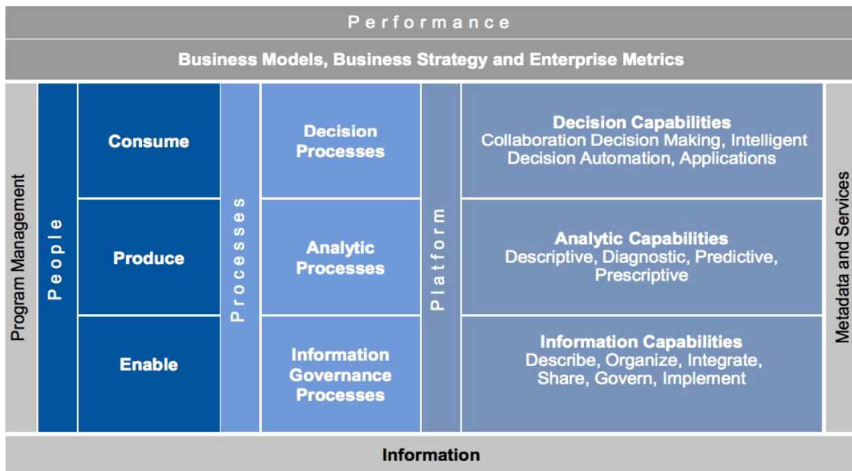 Performance
Business Models, Business Strategy and Enterprise Metrics
Program Management
People
Consume
Produce
Enable
Processes
Decision
Processes
Analytic
Processes
Information
Governance
Processes
Platform
Decision Capabilities
Collaboration Decision Making, Intelligent
Decision Automation, Applications
Analytic Capabilities
Descriptive, Diagnostic, Predictive,
Prescriptive
Information Capabilities
Describe, Organize, Integrate,
Share, Govern, Implement
Metadata and Services
Information